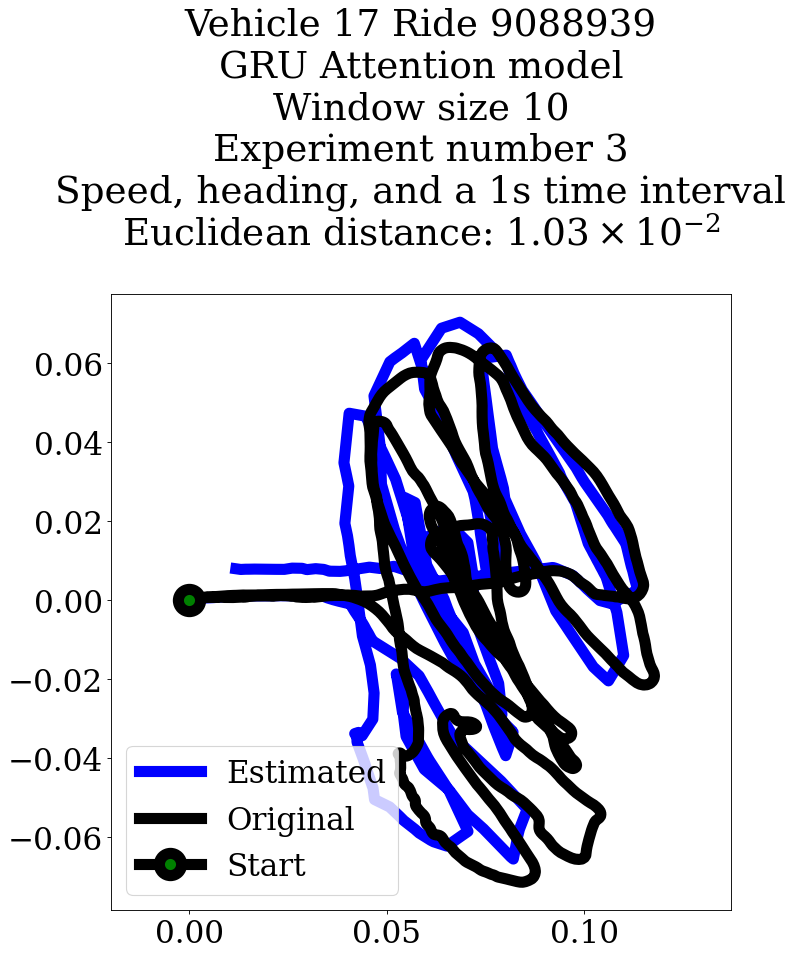 Vehicle 17 Ride 9088939
GRU Attention model
Window size 10
Experiment number 3
Speed, heading, and a 1s time interval
Euclidean distance: 1.03 × 10⁻²
0.06
0.04
0.02
0.00
−0.02
−0.04
−0.06
Estimated
Original
Start
0.00 0.05 0.10